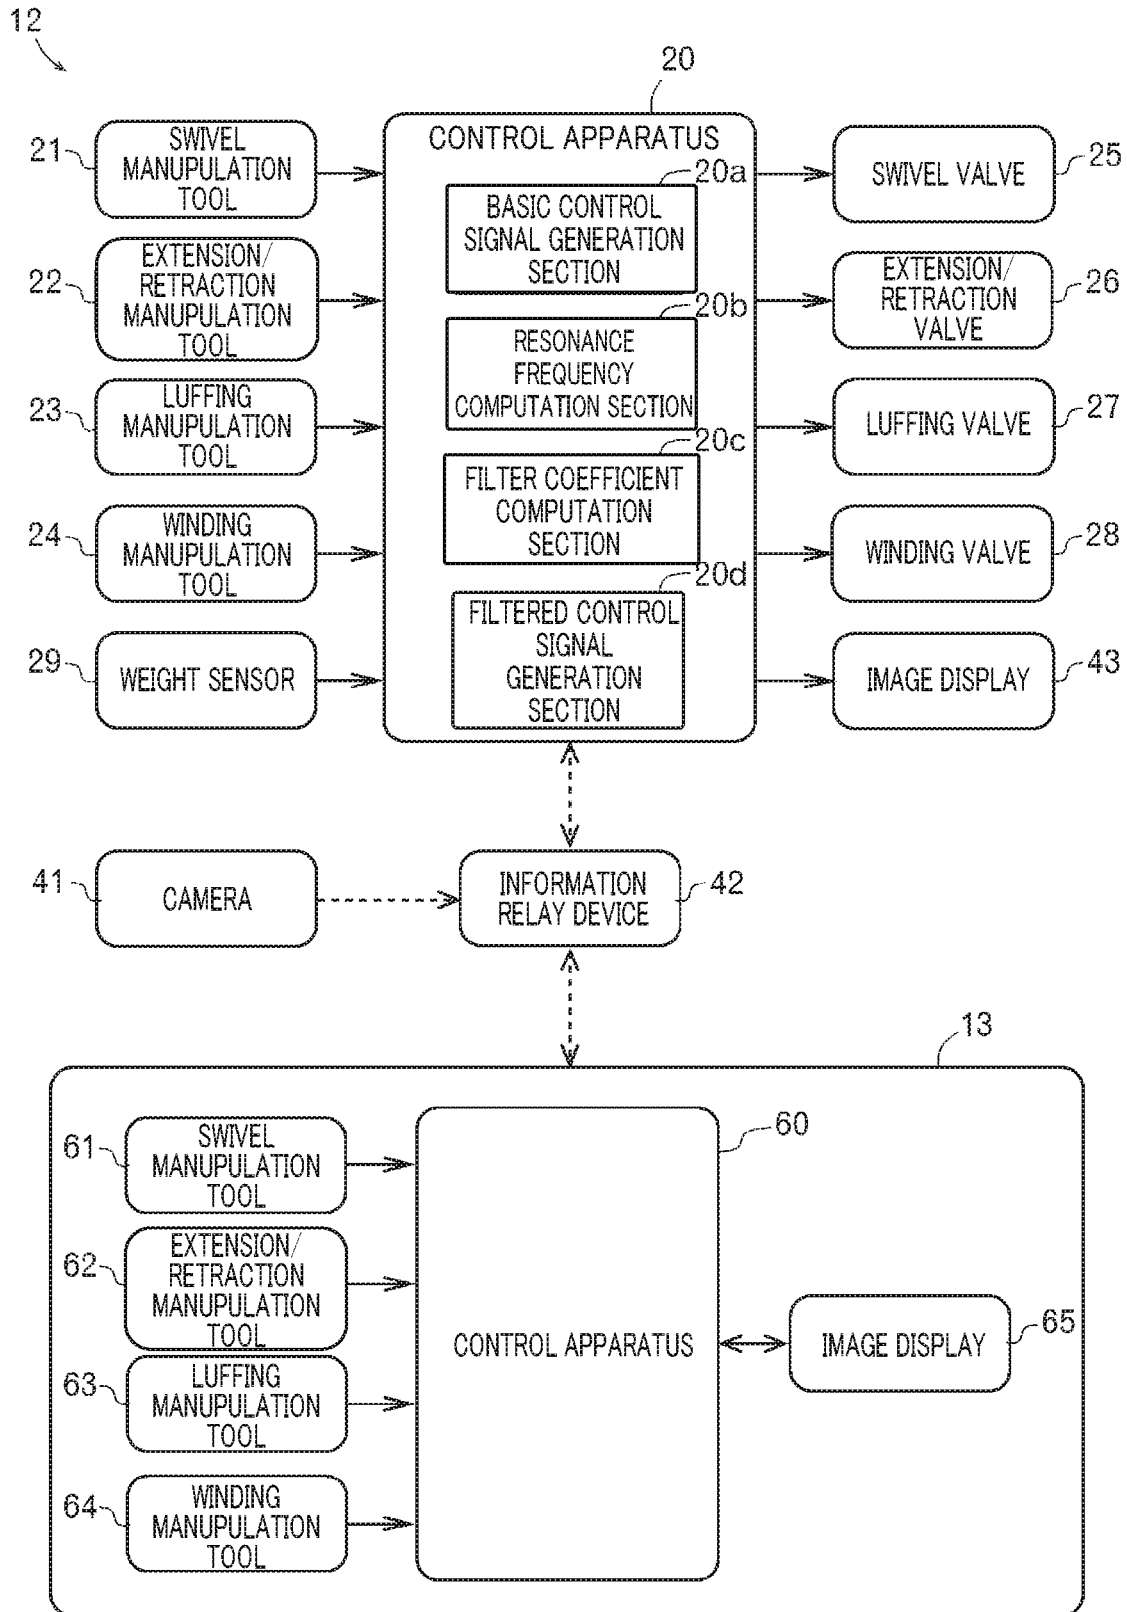 12
20
CONTROL APPARATUS
21
SWIVEL
MANUPULATION
TOOL
20a
BASIC CONTROL
SIGNAL GENERATION
SECTION
SWIVEL VALVE
25
22
EXTENSION/
RETRACTION
MANUPULATION
TOOL
20b
RESONANCE
FREQUENCY
COMPUTATION SECTION
EXTENSION/
RETRACTION
VALVE
26
23
LUFFING
MANUPULATION
TOOL
20c
FILTER COEFFICIENT
COMPUTATION
SECTION
LUFFING VALVE
27
24
WINDING
MANUPULATION
TOOL
20d
FILTERED CONTROL
SIGNAL
GENERATION
SECTION
WINDING VALVE
28
29
WEIGHT SENSOR
IMAGE DISPLAY
43
41
CAMERA
INFORMATION
RELAY DEVICE
42
13
61
SWIVEL
MANUPULATION
TOOL
60
CONTROL APPARATUS
62
EXTENSION/
RETRACTION
MANUPULATION
TOOL
IMAGE DISPLAY
65
63
LUFFING
MANUPULATION
TOOL
64
WINDING
MANUPULATION
TOOL